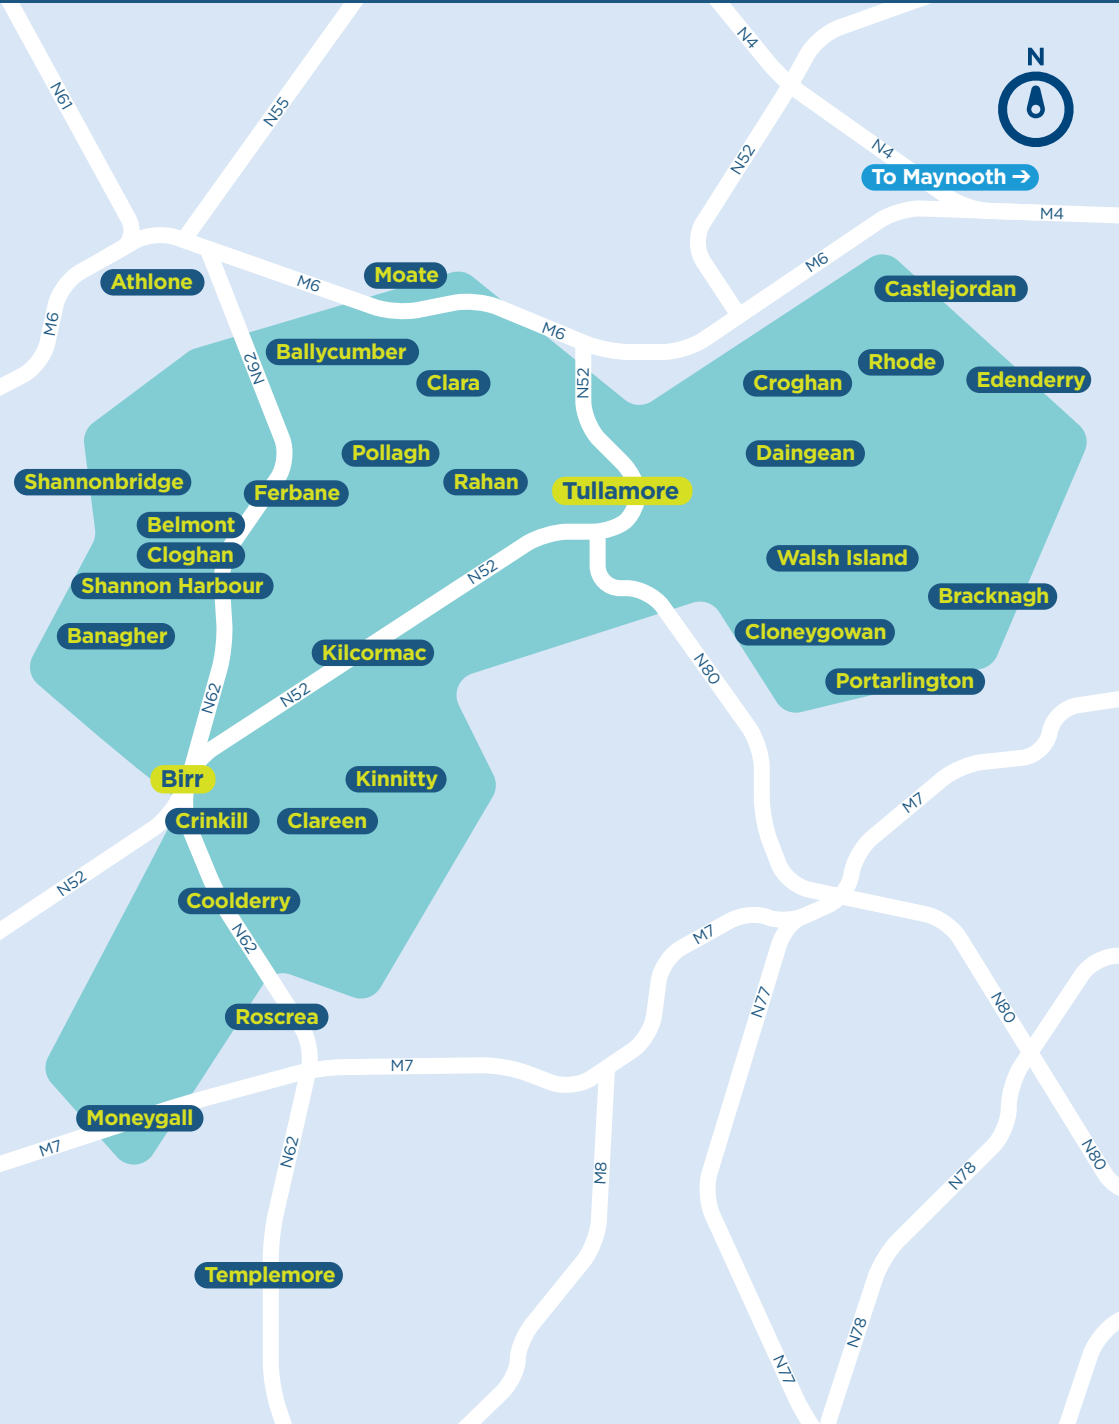 N4
N
N61
N55
N52
N4
To Maynooth →
M4
M6
Athlone
Moate
M6
Castlejordan
M6
M6
Ballycumber
Rhode
N62
Clara
N52
Croghan
Edenderry
Pollagh
Daingean
Shannonbridge
Rahan
Ferbane
Tullamore
Belmont
Cloghan
Walsh Island
N52
Shannon Harbour
Bracknagh
Banagher
Cloneygowan
Kilcormac
N80
Portarlington
N62
N52
Birr
Kinnitty
M7
Crinkill
Clareen
N52
Coolderry
N62
M7
N77
N80
Roscrea
M7
Moneygall
M7
N62
M8
N80
N78
Templemore
N78
N77